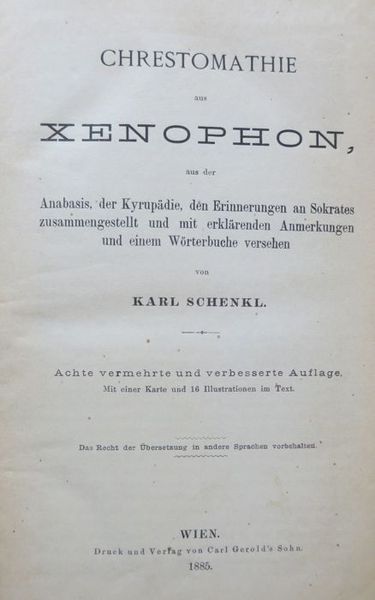 CHRESTOMATHIE
aus
XENOPHON,
aus der
Anabasis, der Kyrupädie, den Erinnerungen an Sokrates
zusammengestellt und mit erklärenden Anmerkungen
und einem Wörterbuche versehen
von
KARL SCHENKL.
Achte vermehrte und verbesserte Auflage.
Mit einer Karte und 16 Illustrationen im Text.
Das Recht der Übersetzung in andere Sprachen vorbehalten.
WIEN.
Druck und Verlag von Carl Gerold's Sohn.
1885.